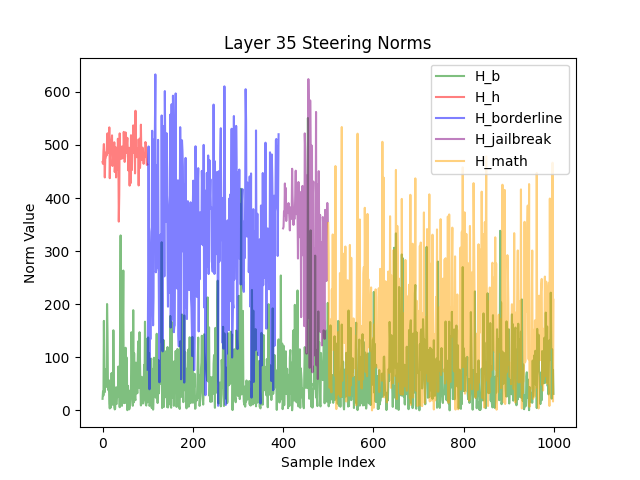 Layer 35 Steering Norms
H_b
H_h
H_borderline
H_jailbreak
H_math
Norm Value
600
500
400
300
200
100
0
0 200 400 600 800 1000
Sample Index